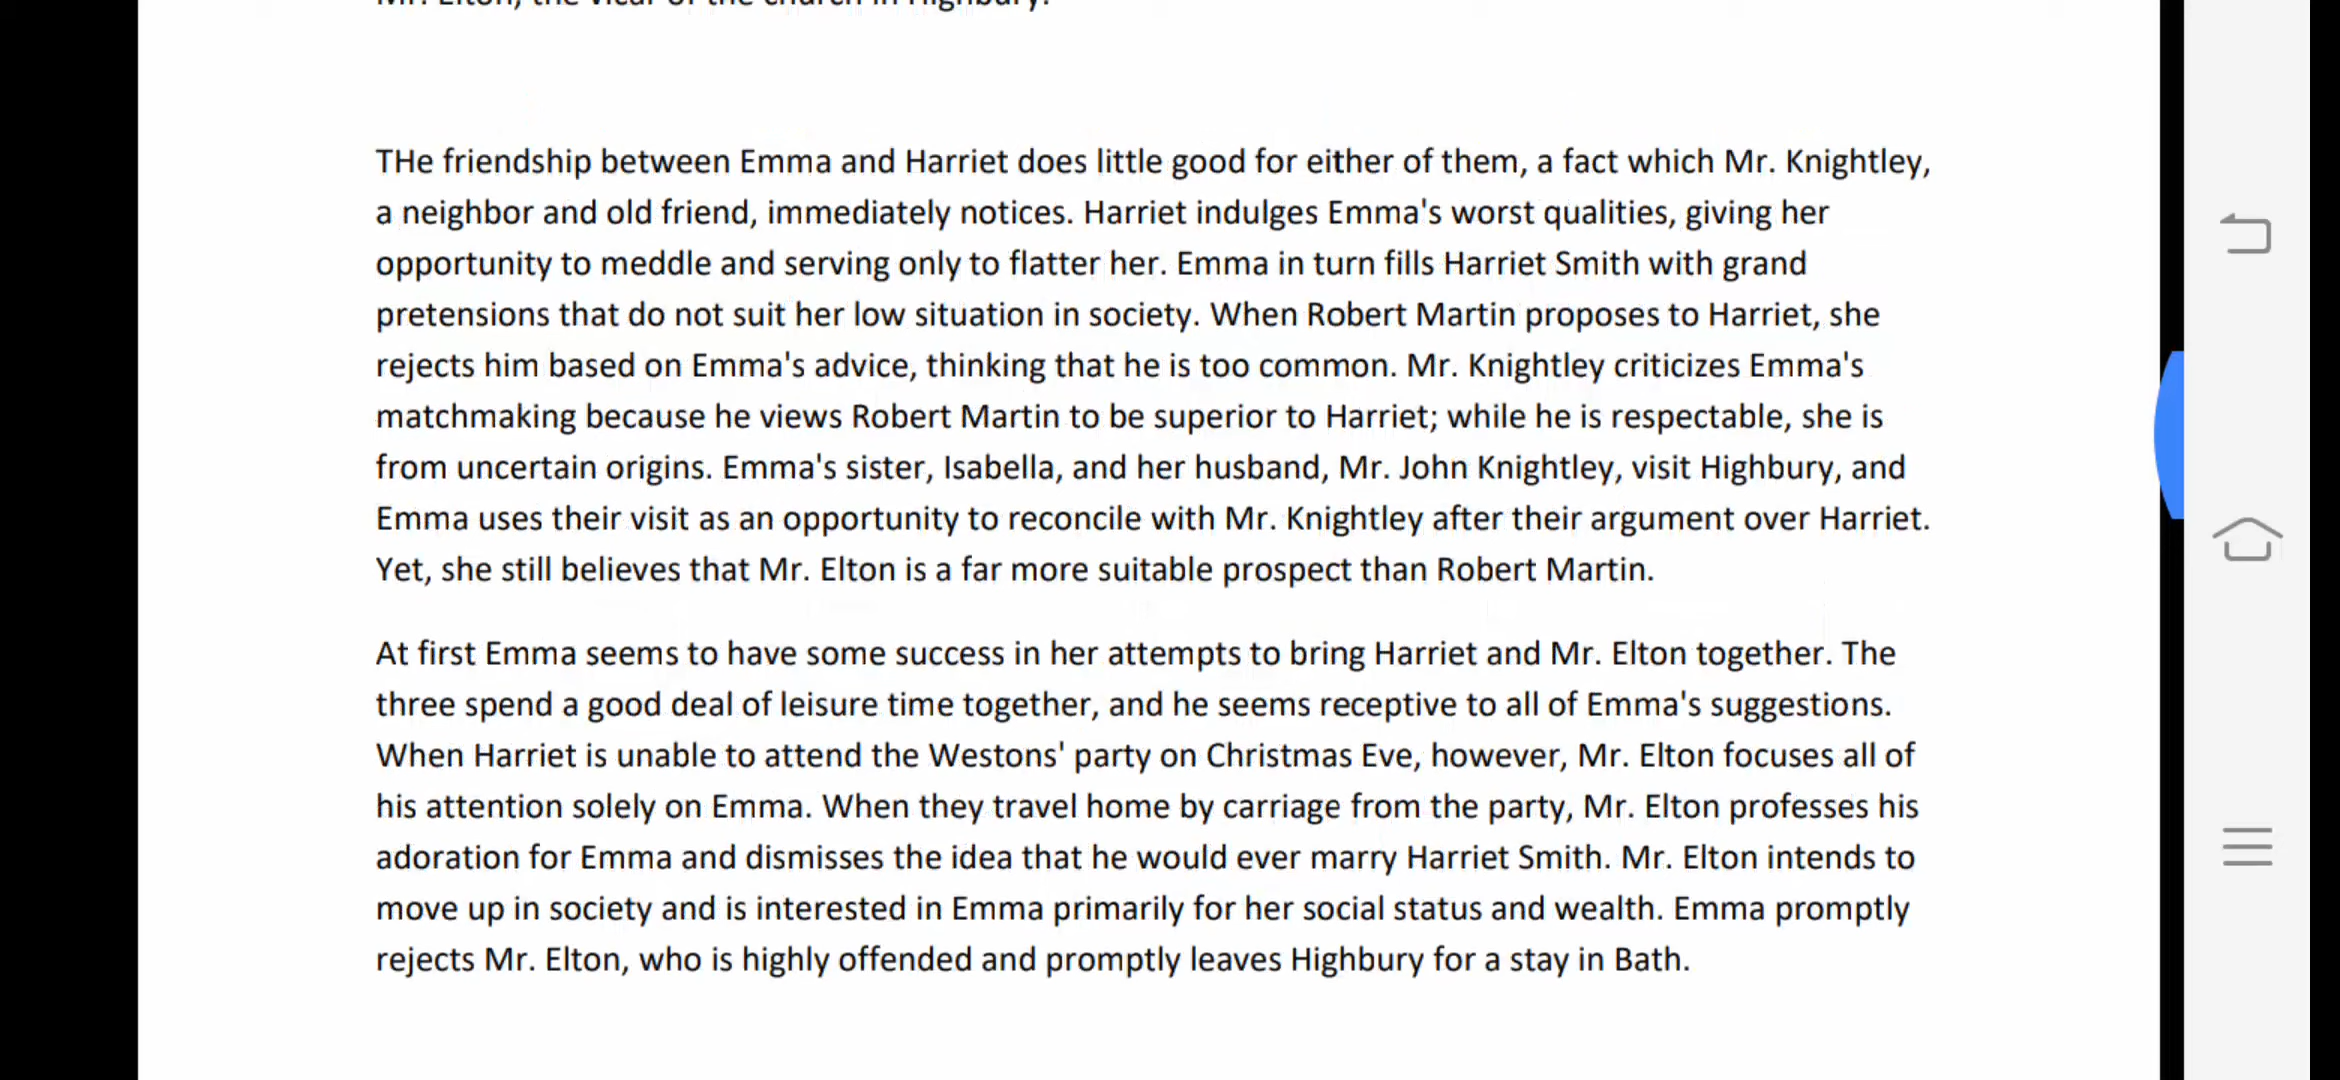 Mr. Elton, the vicar of the church in Highbury.
THe friendship between Emma and Harriet does little good for either of them, a fact which Mr. Knightley,
a neighbor and old friend, immediately notices. Harriet indulges Emma's worst qualities, giving her
opportunity to meddle and serving only to flatter her. Emma in turn fills Harriet Smith with grand
pretensions that do not suit her low situation in society. When Robert Martin proposes to Harriet, she
rejects him based on Emma's advice, thinking that he is too common. Mr. Knightley criticizes Emma's
matchmaking because he views Robert Martin to be superior to Harriet; while he is respectable, she is
from uncertain origins. Emma's sister, Isabella, and her husband, Mr. John Knightley, visit Highbury, and
Emma uses their visit as an opportunity to reconcile with Mr. Knightley after their argument over Harriet.
Yet, she still believes that Mr. Elton is a far more suitable prospect than Robert Martin.
At first Emma seems to have some success in her attempts to bring Harriet and Mr. Elton together. The
three spend a good deal of leisure time together, and he seems receptive to all of Emma's suggestions.
When Harriet is unable to attend the Westons' party on Christmas Eve, however, Mr. Elton focuses all of
his attention solely on Emma. When they travel home by carriage from the party, Mr. Elton professes his
adoration for Emma and dismisses the idea that he would ever marry Harriet Smith. Mr. Elton intends to
move up in society and is interested in Emma primarily for her social status and wealth. Emma promptly
rejects Mr. Elton, who is highly offended and promptly leaves Highbury for a stay in Bath.